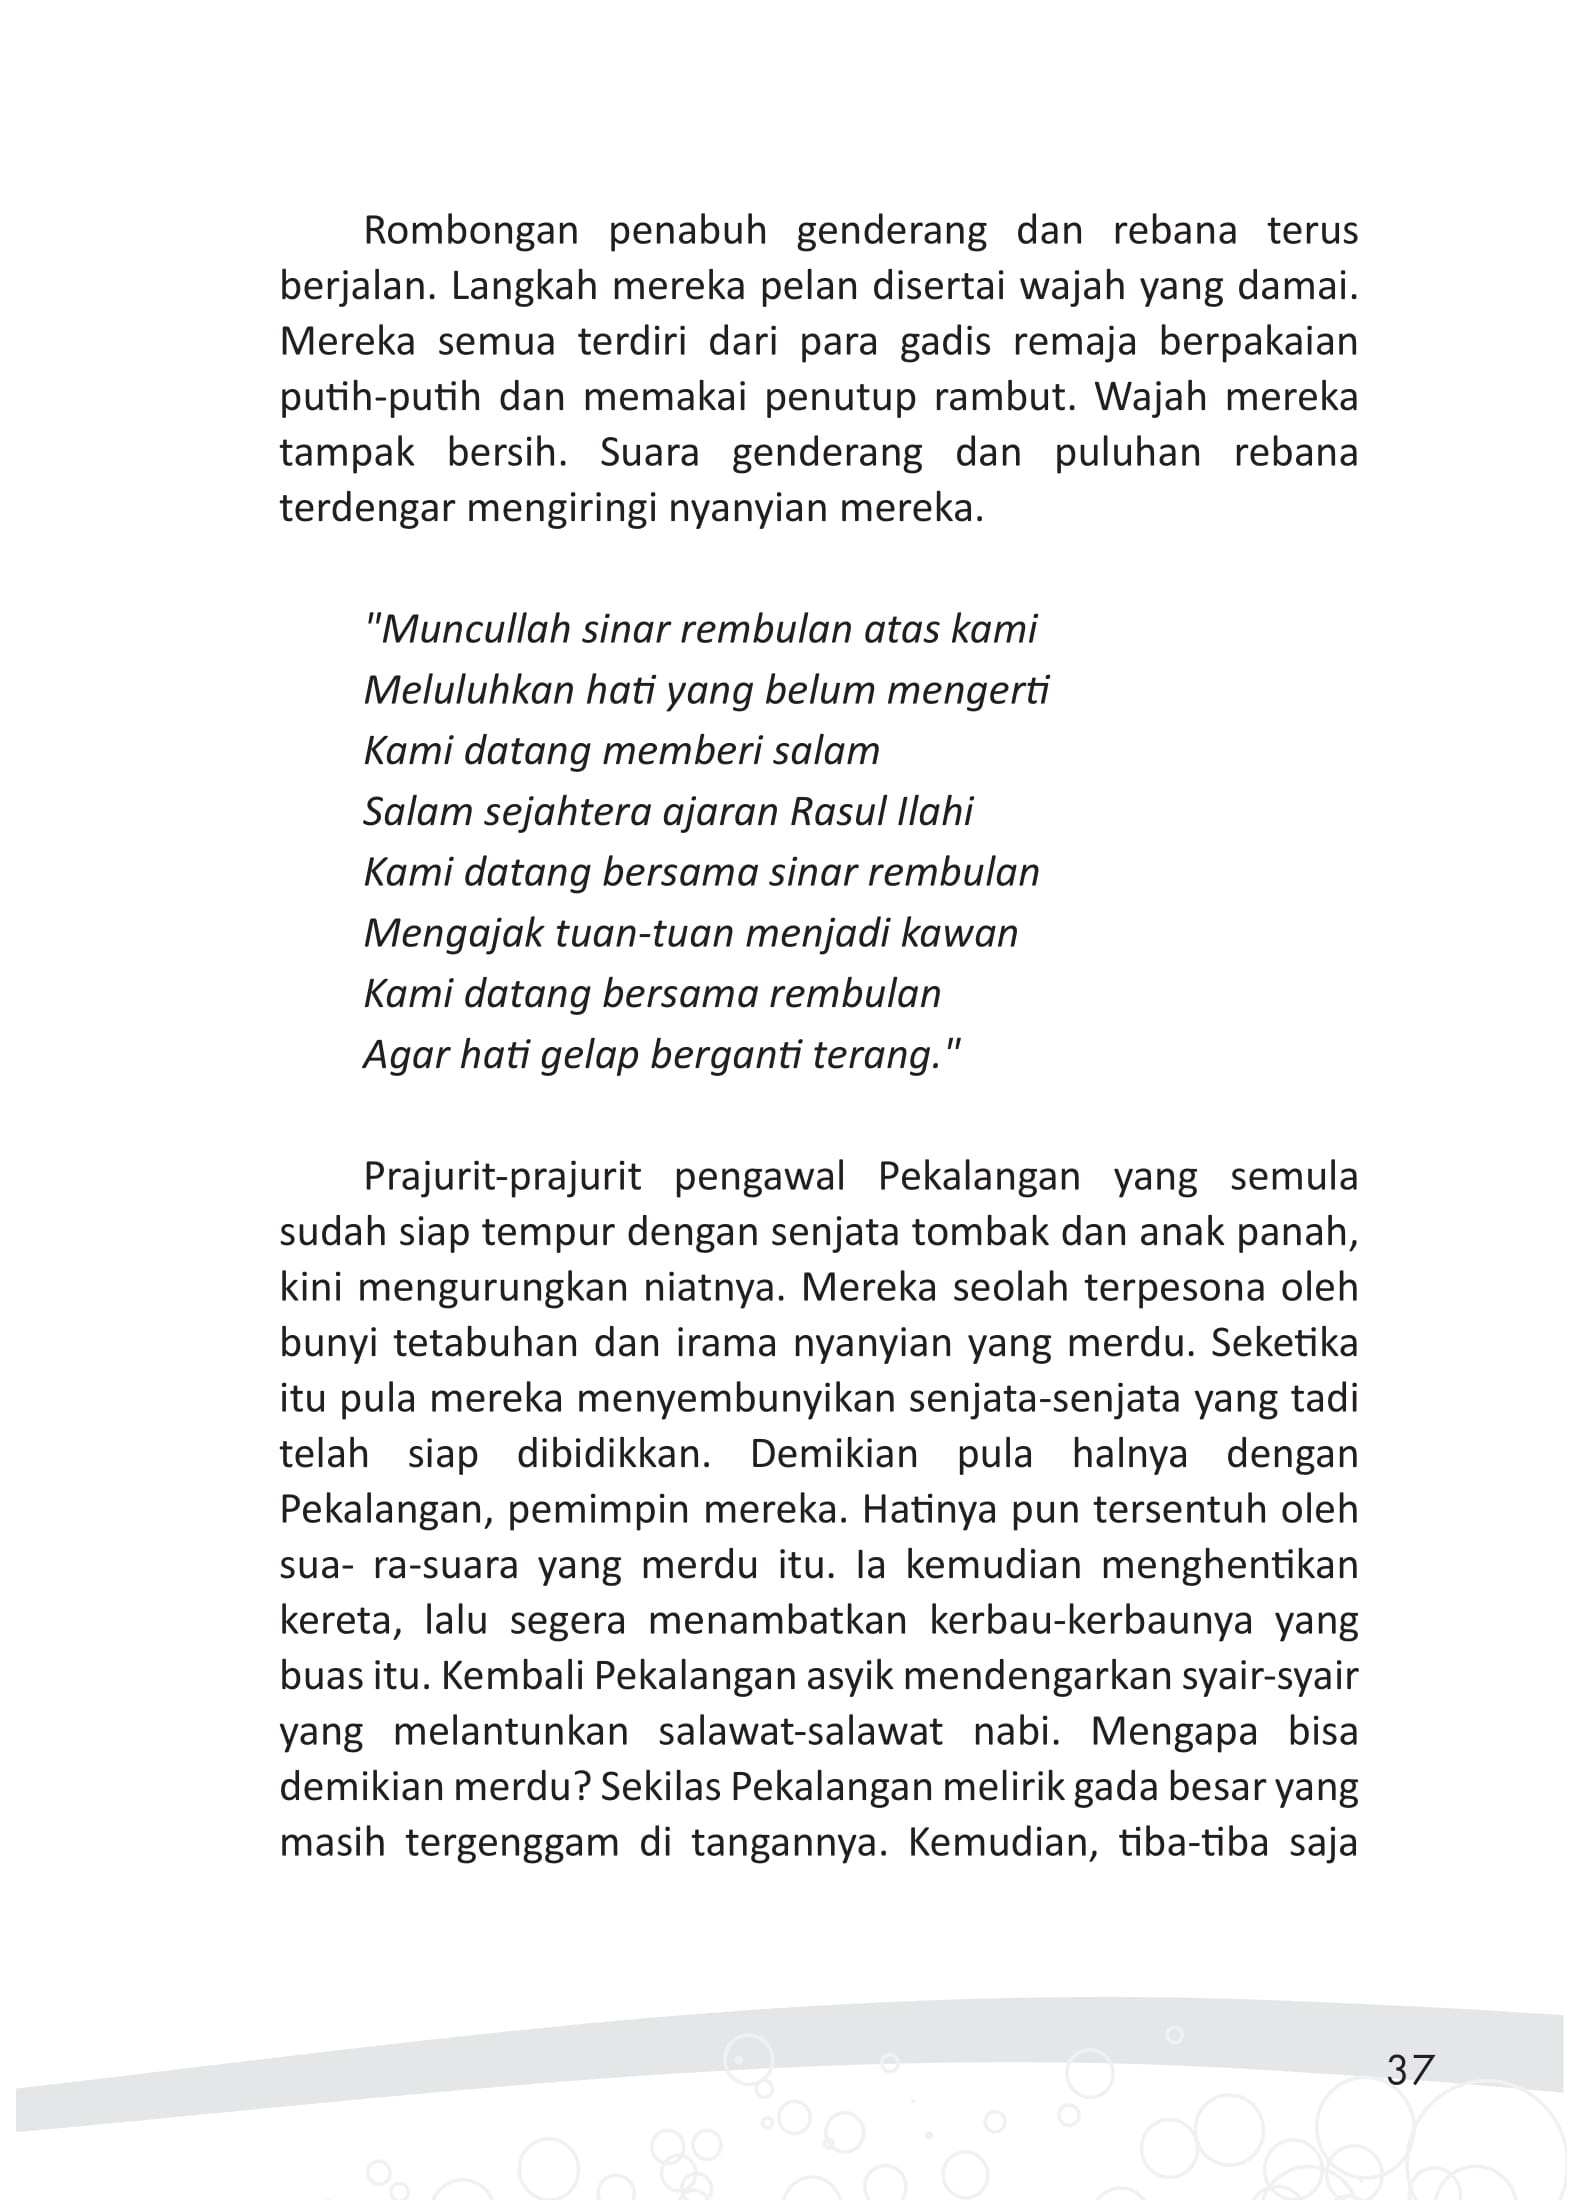 Rombongan penabuh genderang dan rebana terus
berjalan. Langkah mereka pelan disertai wajah yang damai.
Mereka semua terdiri dari para gadis remaja berpakaian
putih-putih dan memakai penutup rambut. Wajah mereka
tampak bersih. Suara genderang dan puluhan rebana
terdengar mengiringi nyanyian mereka.
"Muncullah sinar rembulan atas kami
Meluluhkan hati yang belum mengerti
Kami datang memberi salam
Salam sejahtera ajaran Rasul Ilahi
Kami datang bersama sinar rembulan
Mengajak tuan-tuan menjadi kawan
Kami datang bersama rembulan
Agar hati gelap berganti terang."
Prajurit-prajurit pengawal Pekalangan yang semula
sudah siap tempur dengan senjata tombak dan anak panah,
kini mengurungkan niatnya. Mereka seolah terpesona oleh
bunyi tetabuhan dan irama nyanyian yang merdu. Seketika
itu pula mereka menyembunyikan senjata-senjata yang tadi
telah siap dibidikkan. Demikian pula halnya dengan
Pekalangan, pemimpin mereka. Hatinya pun tersentuh oleh
sua- ra-suara yang merdu itu. Ia kemudian menghentikan
kereta, lalu segera menambatkan kerbau-kerbaunya yang
buas itu. Kembali Pekalangan asyik mendengarkan syair-syair
yang melantunkan salawat-salawat nabi. Mengapa bisa
demikian merdu? Sekilas Pekalangan melirik gada besar yang
masih tergenggam di tangannya. Kemudian, tiba-tiba saja
37